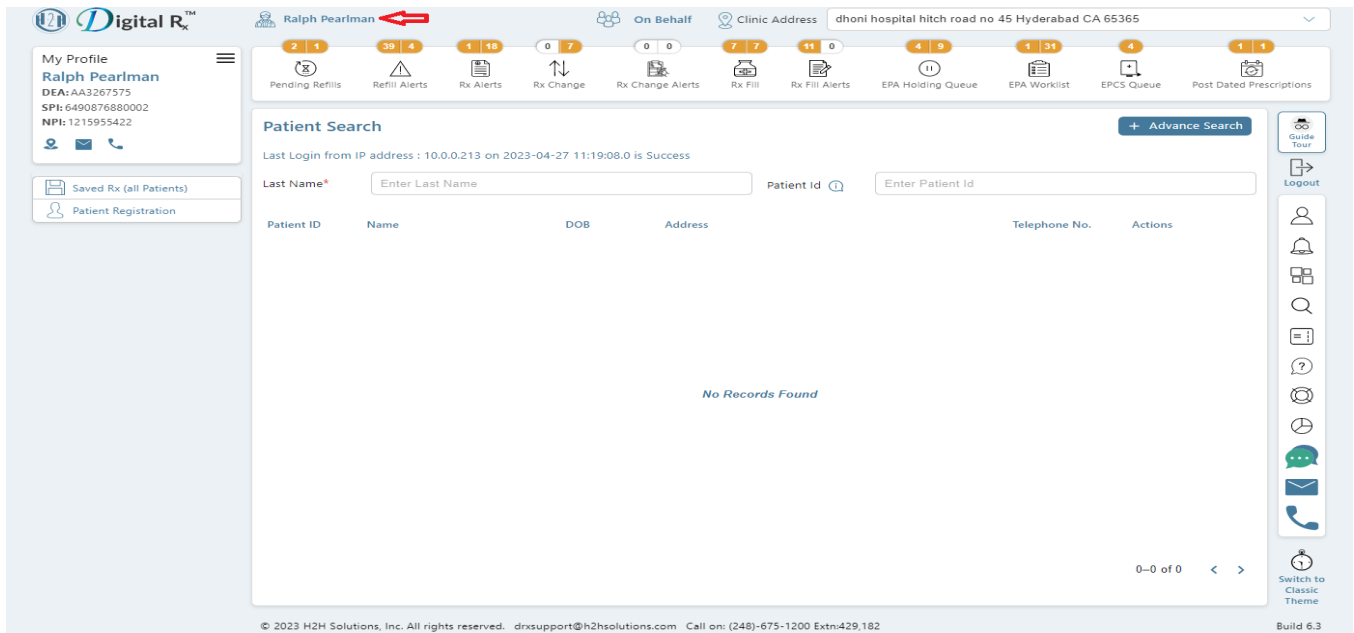 H2H Digital Rx™
Ralph Pearlman
On Behalf
Clinic Address
dhoni hospital hitch road no 45 Hyderabad CA 65365
My Profile
Ralph Pearlman
DEA: AA3267575
SPI: 6490876880002
NPI: 1215955422
Saved Rx (all Patients)
Patient Registration
2 1
Pending Refills
39 4
Refill Alerts
1 18
Rx Alerts
0 7
Rx Change
0 0
Rx Change Alerts
7 7
Rx Fill
11 0
Rx Fill Alerts
4 9
EPA Holding Queue
1 31
EPA Worklist
4
EPCS Queue
1 1
Post Dated Prescriptions
Patient Search
+ Advance Search
Last Login from IP address : 10.0.0.213 on 2023-04-27 11:19:08.0 is Success
Last Name* Enter Last Name Patient Id Enter Patient Id
Patient ID Name DOB Address Telephone No. Actions
No Records Found
0–0 of 0 < >
Guide
Tour
Logout
Switch to
Classic
Theme
© 2023 H2H Solutions, Inc. All rights reserved. drxsupport@h2hsolutions.com Call on: (248)-675-1200 Extn:429,182
Build 6.3